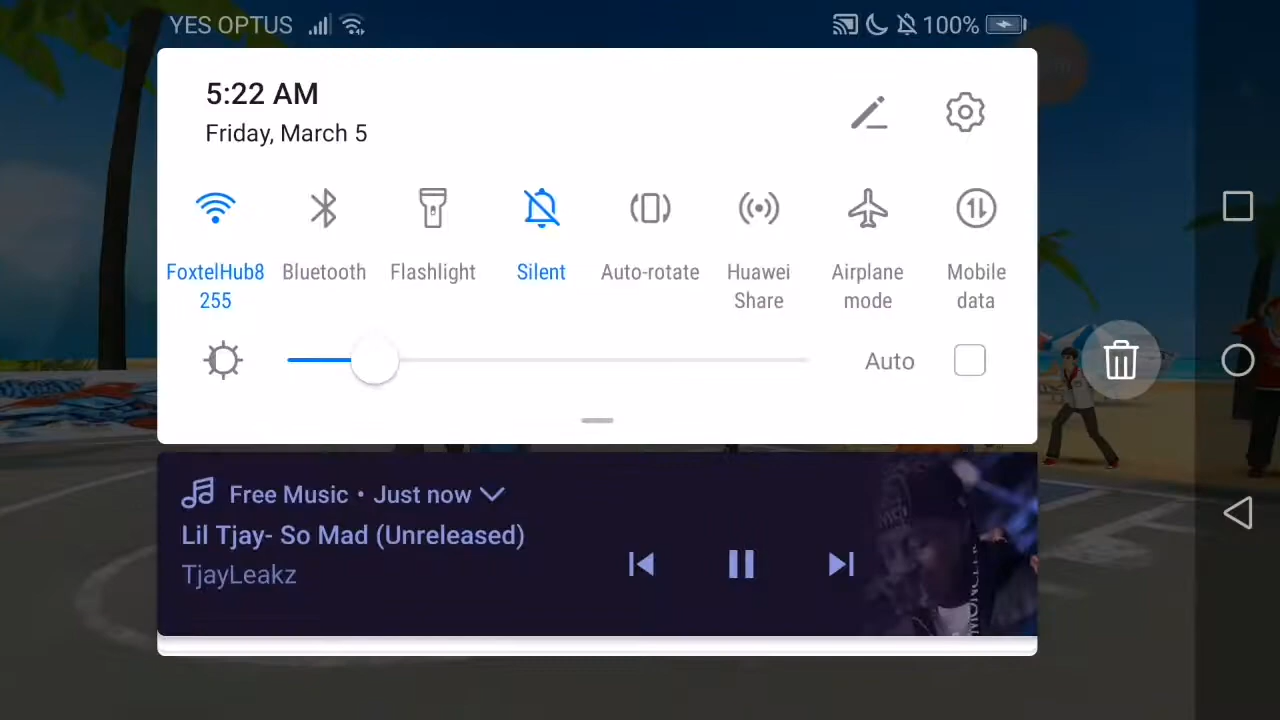 YES OPTUS
100%
5:22 AM
Friday, March 5
FoxtelHub8
255
Bluetooth
Flashlight
Silent
Auto-rotate
Huawei
Share
Airplane
mode
Mobile
data
Auto
Free Music • Just now
Lil Tjay- So Mad (Unreleased)
TjayLeakz
MONCLER